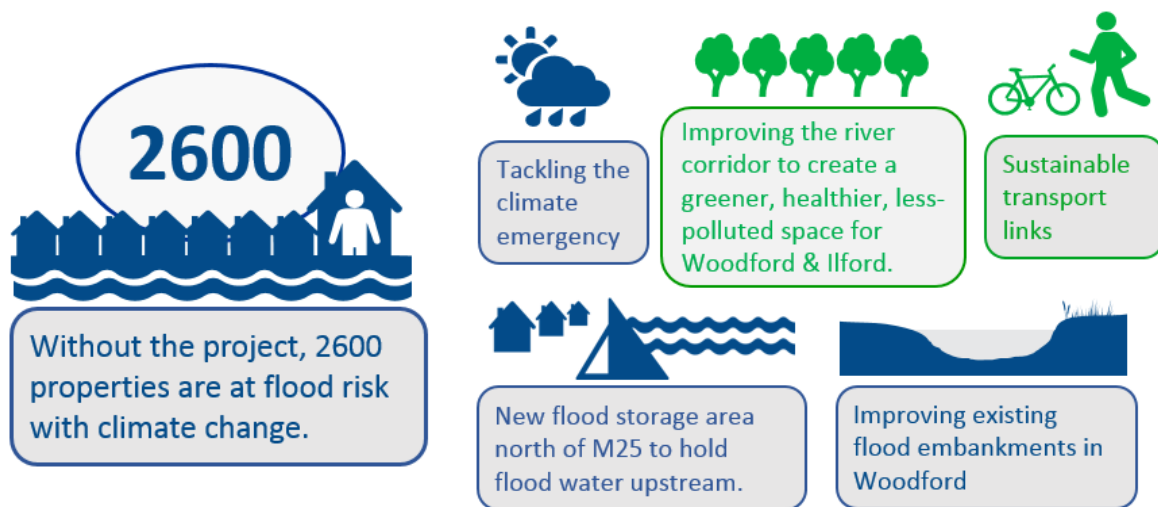 2600
Without the project, 2600
properties are at flood risk
with climate change.
Tackling the
climate
emergency
Improving the river
corridor to create a
greener, healthier, less-
polluted space for
Woodford & Ilford.
Sustainable
transport
links
New flood storage area
north of M25 to hold
flood water upstream.
Improving existing
flood embankments in
Woodford